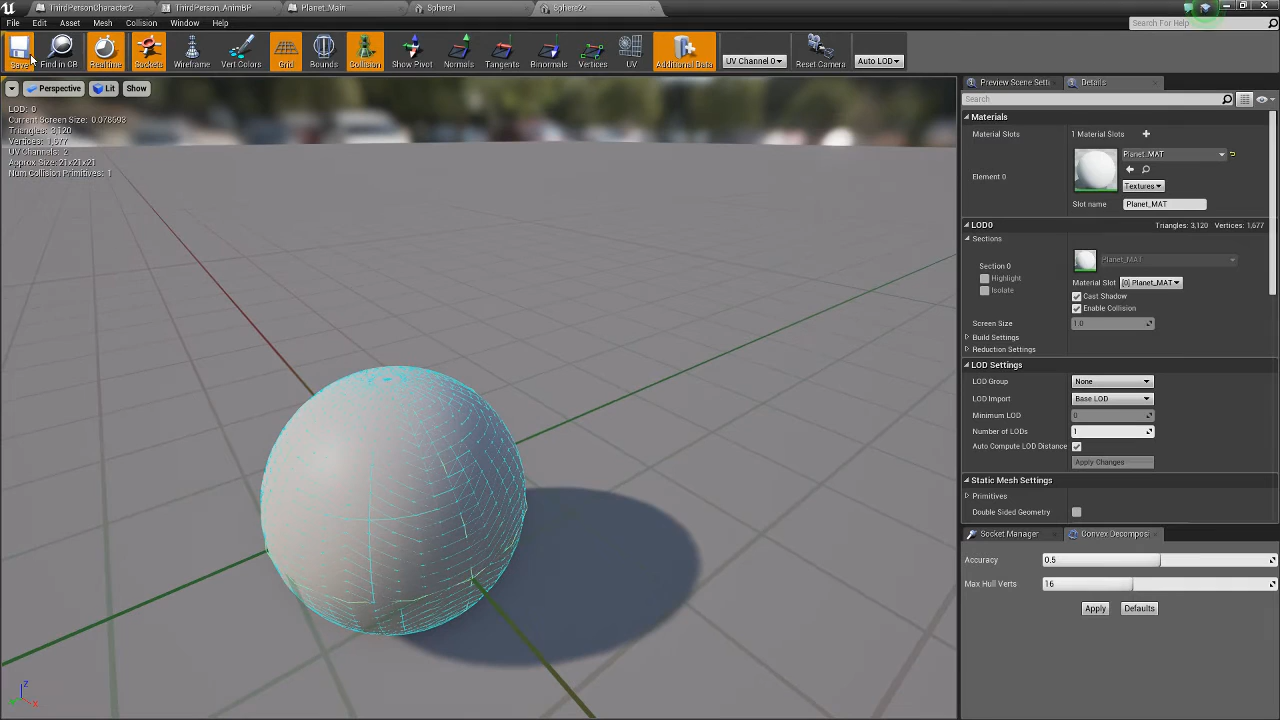 ThirdPersonCharacter2 ThirdPerson_AnimBP Planet_Main Sphere1 Sphere2*
File Edit Asset Mesh Collision Window Help Search For Help
Save Find in CB Realtime Sockets Wireframe Vert Colors Grid Bounds Collision Show Pivot Normals Tangents Binormals Vertices UV Additional Data UV Channel 0 Reset Camera Auto LOD
Perspective Lit Show
LOD: 0
Current Screen Size: 0.078593
Triangles: 3,120
Vertices: 1,677
UV Channels: 2
Approx Size: 21x21x21
Num Collision Primitives: 1
Z
X
Preview Scene Setti Details
Search
Materials
Material Slots 1 Material Slots
Element 0 Planet_MAT
Textures
Slot name Planet_MAT
LOD0 Triangles: 3,120 Vertices: 1,677
Sections
Section 0 Planet_MAT
Highlight
Isolate
Material Slot [0] Planet_MAT
Cast Shadow
Enable Collision
Screen Size 1.0
Build Settings
Reduction Settings
LOD Settings
LOD Group None
LOD Import Base LOD
Minimum LOD 0
Number of LODs 1
Auto Compute LOD Distance
Apply Changes
Static Mesh Settings
Primitives
Double Sided Geometry
Socket Manager Convex Decomposi
Accuracy 0.5
Max Hull Verts 16
Apply Defaults